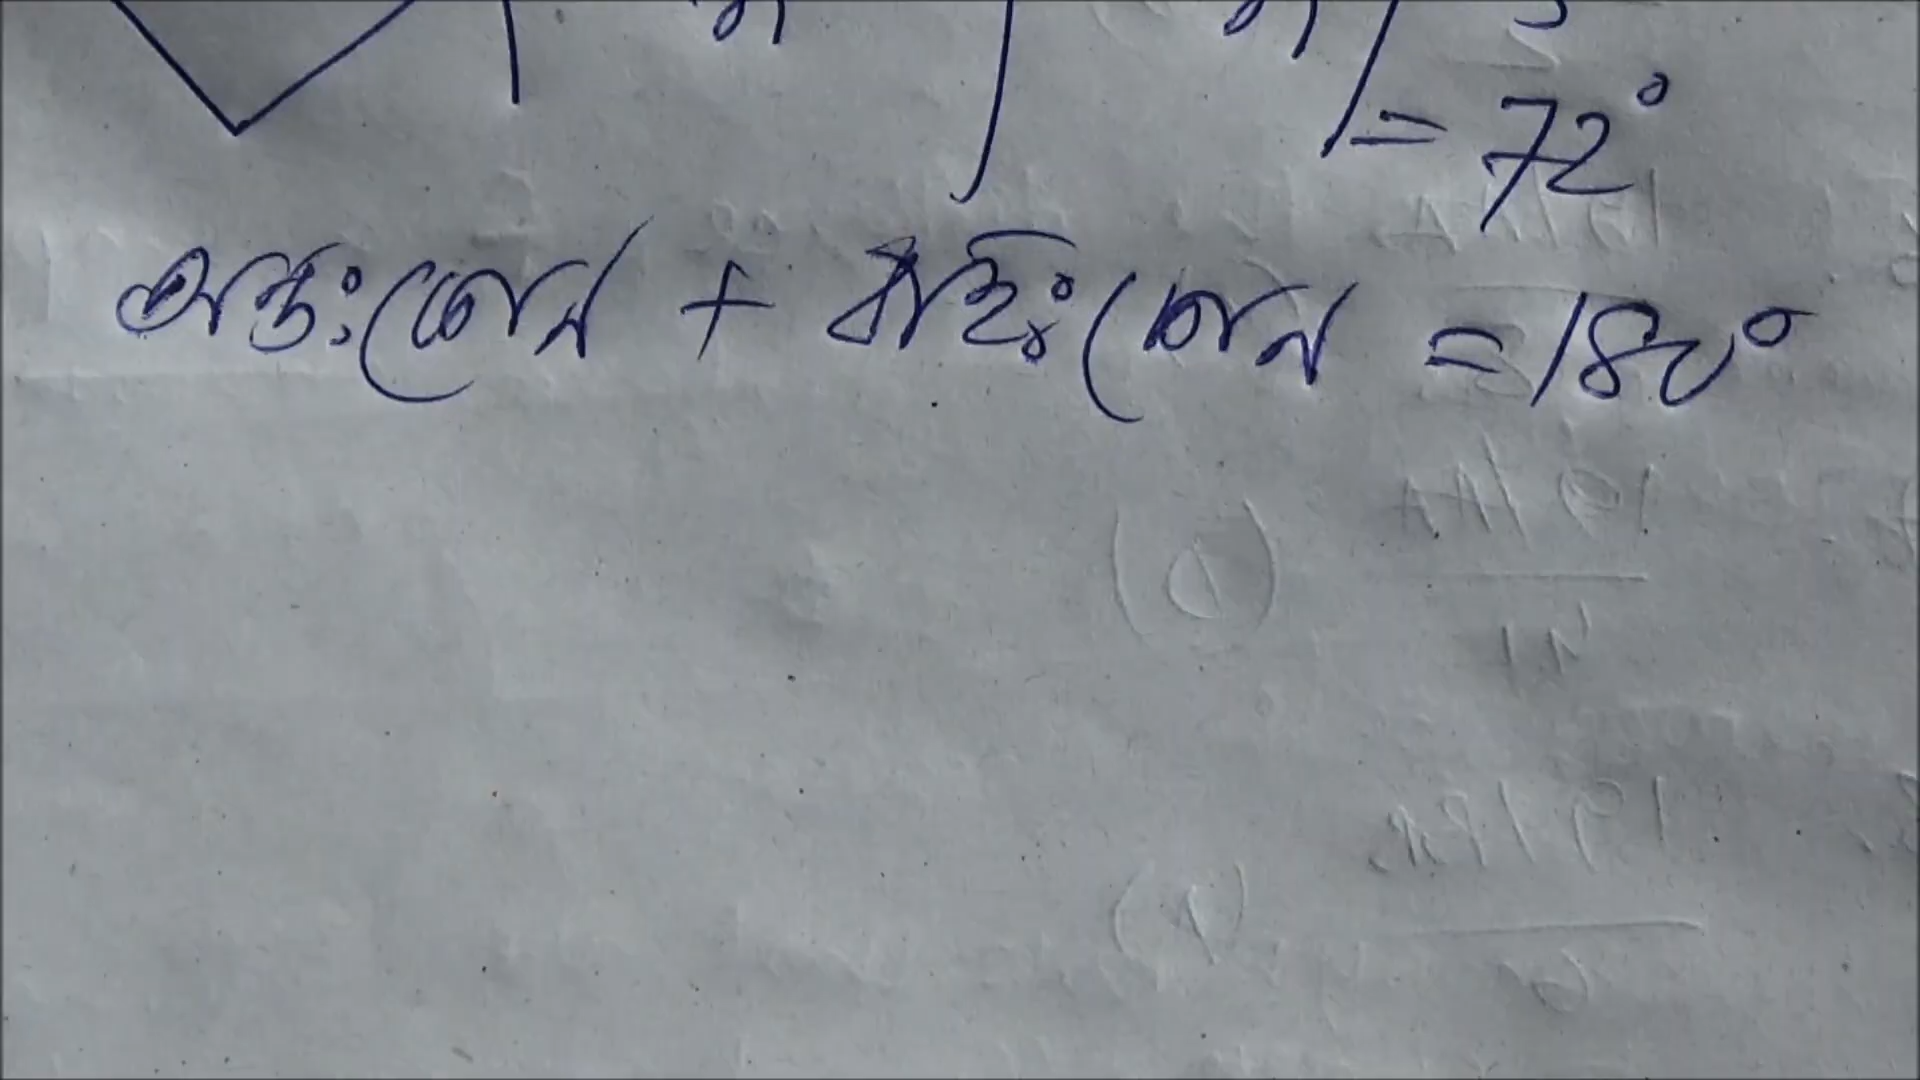 = 72°
অন্তঃকোন + বহিঃকোন = 180°